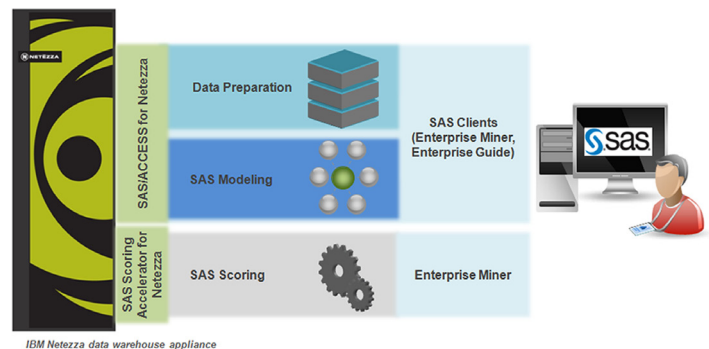 NETEZZA
SAS/ACCESS for Netezza
Data Preparation
SAS Clients
(Enterprise Miner,
Enterprise Guide)
sas
SAS Modeling
SAS Scoring
Accelerator for
Netezza
SAS Scoring
Enterprise Miner
IBM Netezza data warehouse appliance